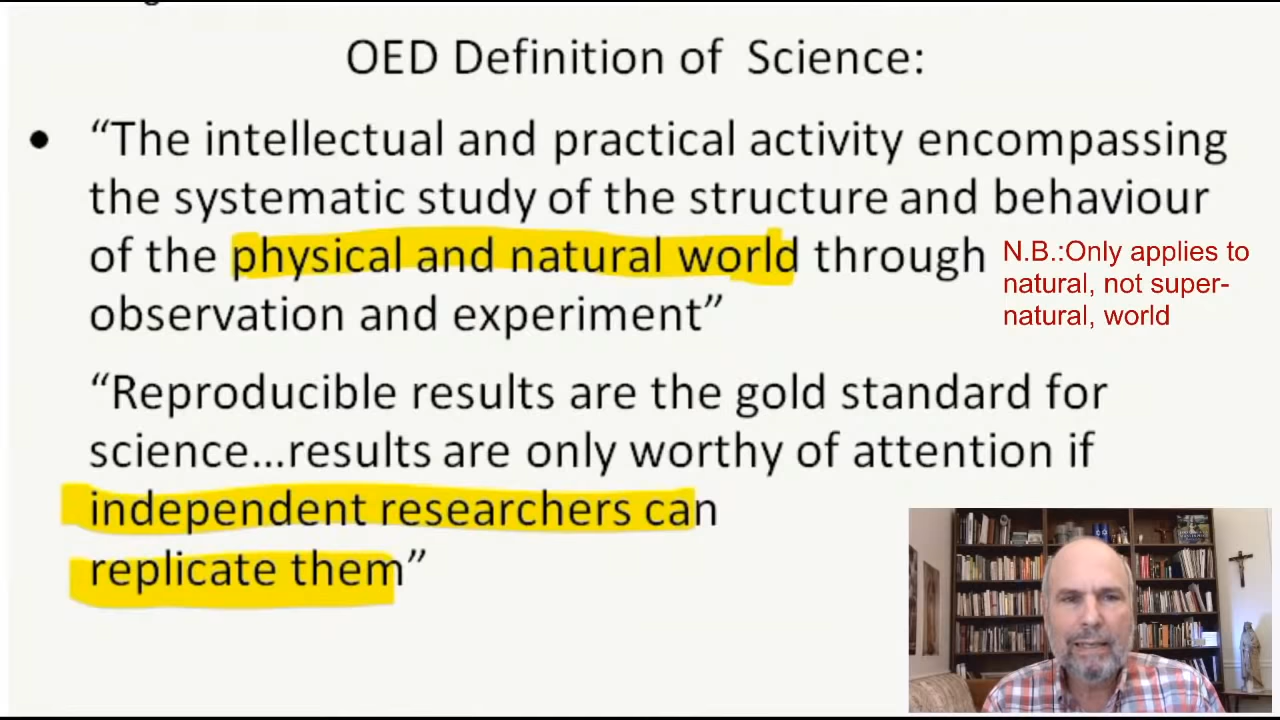 OED Definition of Science:
• “The intellectual and practical activity encompassing
the systematic study of the structure and behaviour
of the physical and natural world through
observation and experiment”
N.B.:Only applies to
natural, not super-
natural, world
“Reproducible results are the gold standard for
science...results are only worthy of attention if
independent researchers can
replicate them”